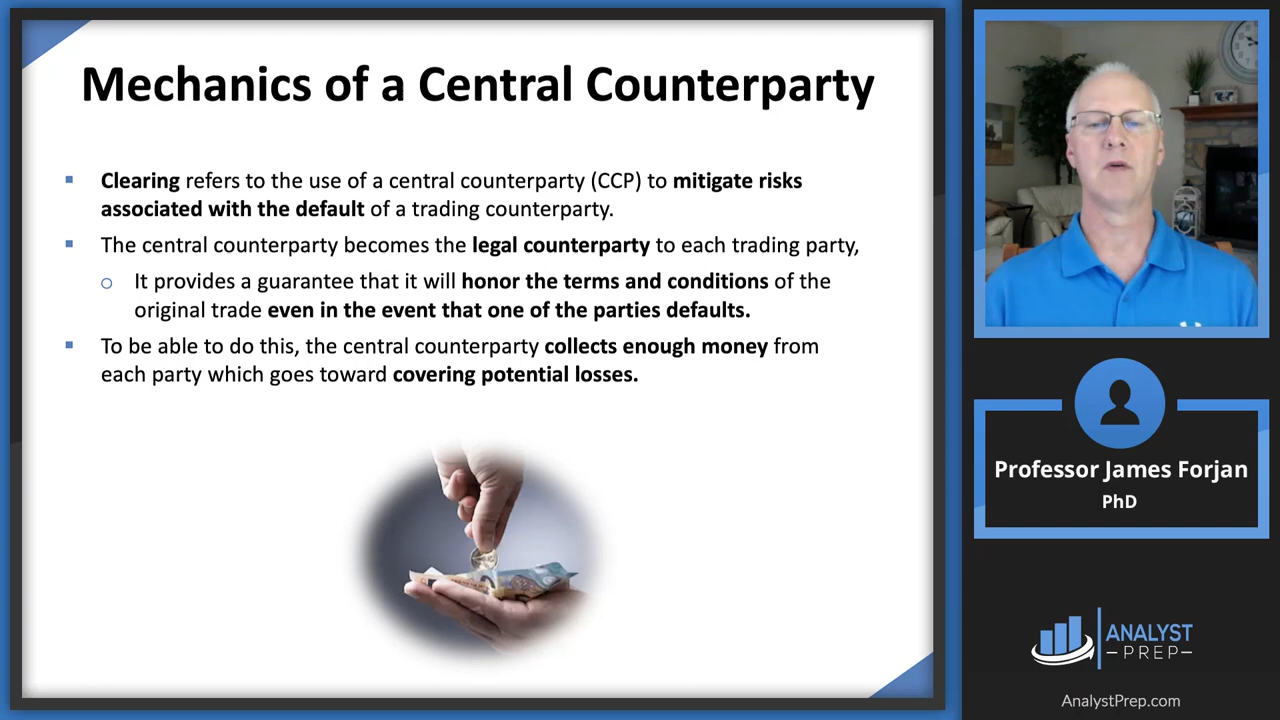 Mechanics of a Central Counterparty
Clearing refers to the use of a central counterparty (CCP) to mitigate risks
associated with the default of a trading counterparty.
The central counterparty becomes the legal counterparty to each trading party,
It provides a guarantee that it will honor the terms and conditions of the
original trade even in the event that one of the parties defaults.
To be able to do this, the central counterparty collects enough money from
each party which goes toward covering potential losses.
Professor James Forjan
PhD
ANALYST
PREP
AnalystPrep.com